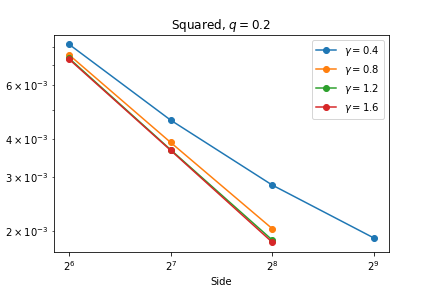 Squared, q = 0.2
γ = 0.4
γ = 0.8
γ = 1.2
γ = 1.6
6 × 10⁻³
4 × 10⁻³
3 × 10⁻³
2 × 10⁻³
2⁶ 2⁷ 2⁸ 2⁹
Side